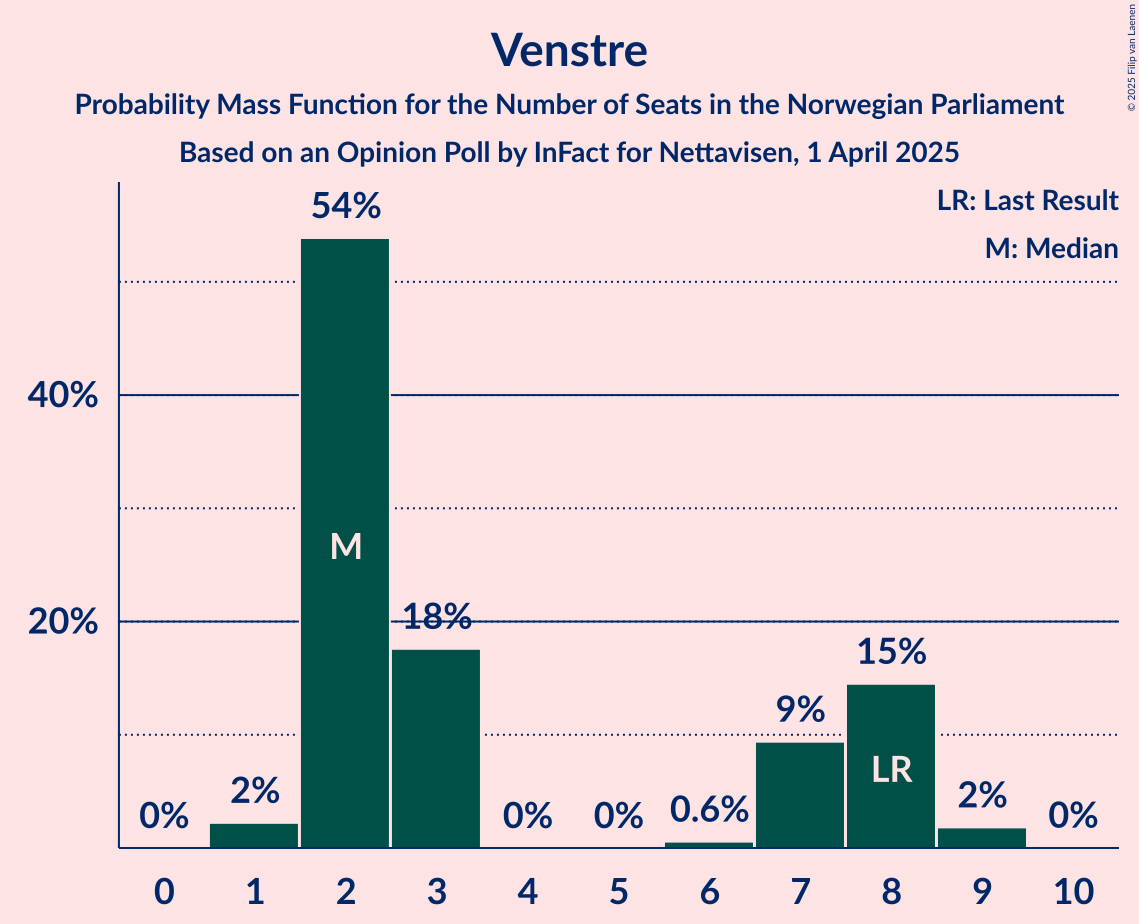 Venstre
Probability Mass Function for the Number of Seats in the Norwegian Parliament
Based on an Opinion Poll by InFact for Nettavisen, 1 April 2025
© 2025 Filip van Laenen
LR: Last Result
M: Median
40%
20%
0%
2%
54%
18%
0%
0%
0.6%
9%
15%
2%
0%
M
LR
0 1 2 3 4 5 6 7 8 9 10